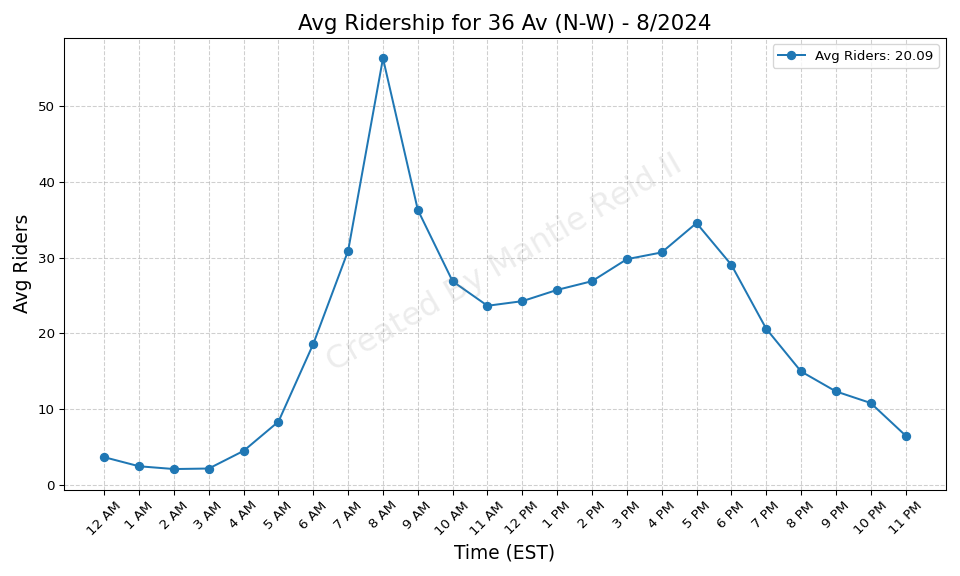 Avg Ridership for 36 Av (N-W) - 8/2024
Avg Riders: 20.09
Avg Riders
50
40
30
20
10
0
Created By Mantie Reid II
12 AM
1 AM
2 AM
3 AM
4 AM
5 AM
6 AM
7 AM
8 AM
9 AM
10 AM
11 AM
12 PM
1 PM
2 PM
3 PM
4 PM
5 PM
6 PM
7 PM
8 PM
9 PM
10 PM
11 PM
Time (EST)